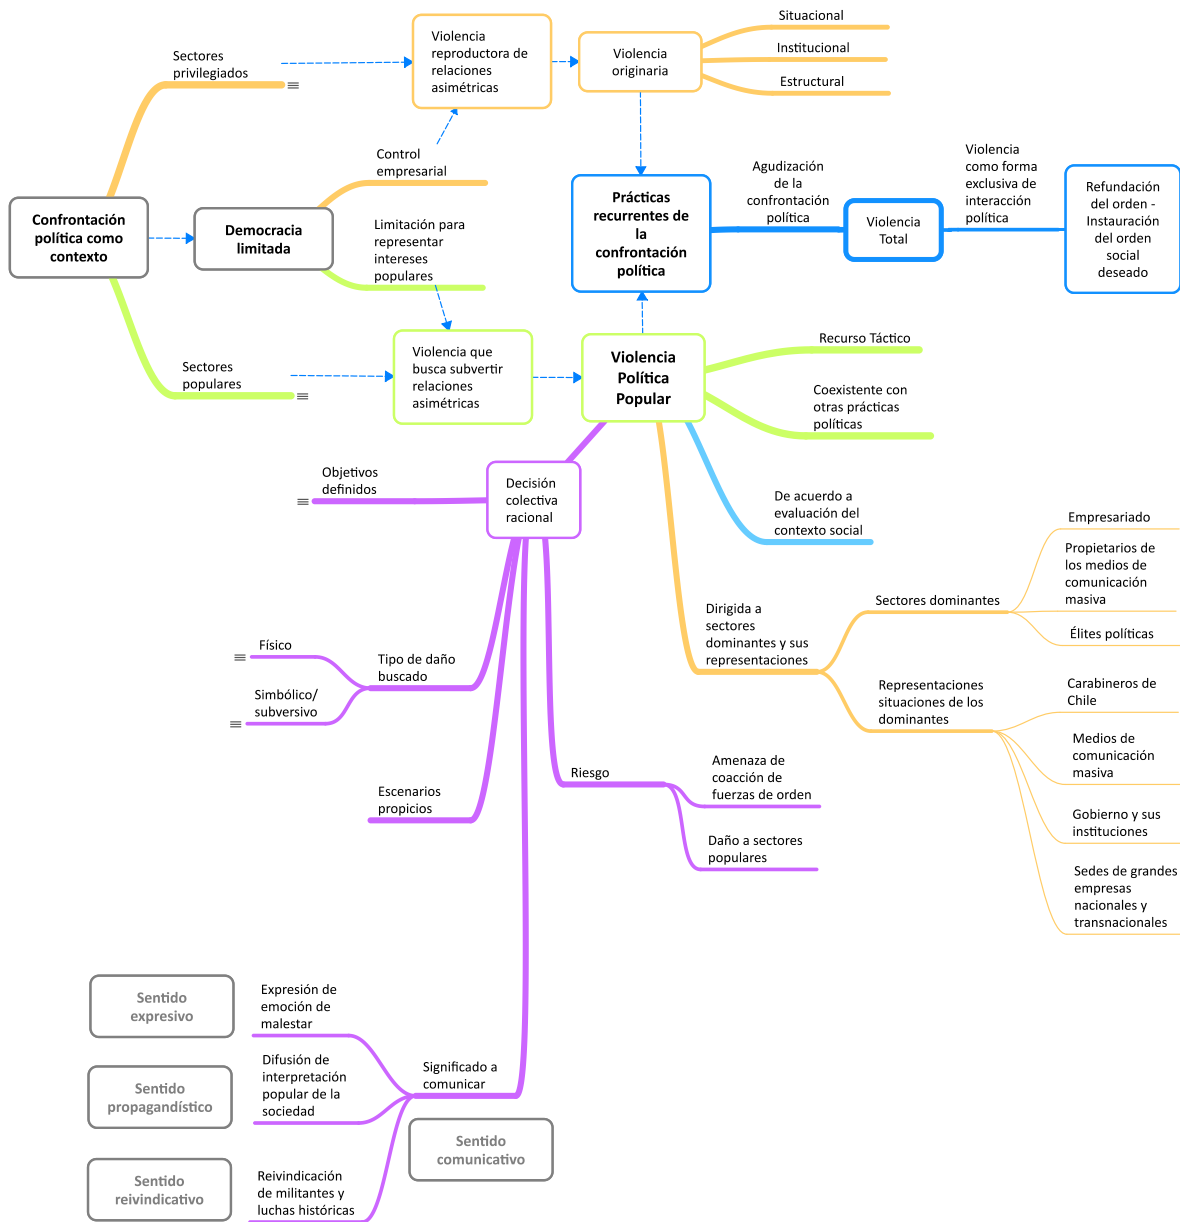 Sectores
privilegiados
Violencia
reproductora de
relaciones
asimétricas
Violencia
originaria
Situacional
Institucional
Estructural
Control
empresarial
Confrontación
política como
contexto
Democracia
limitada
Limitación para
representar
intereses
populares
Prácticas
recurrentes de
la
confrontación
política
Agudización
de la
confrontación
política
Violencia
Total
Violencia
como forma
exclusiva de
interacción
política
Refundación
del orden -
Instauración
del orden
social
deseado
Sectores
populares
Violencia que
busca subvertir
relaciones
asimétricas
Violencia
Política
Popular
Recurso Táctico
Coexistente con
otras prácticas
políticas
Objetivos
definidos
Decisión
colectiva
racional
De acuerdo a
evaluación del
contexto social
Dirigida a
sectores
dominantes y sus
representaciones
Sectores dominantes
Empresariado
Propietarios de
los medios de
comunicación
masiva
Élites políticas
Representaciones
situaciones de los
dominantes
Carabineros de
Chile
Medios de
comunicación
masiva
Gobierno y sus
instituciones
Sedes de grandes
empresas
nacionales y
transnacionales
Tipo de daño
buscado
Físico
Simbólico/
subversivo
Escenarios
propicios
Riesgo
Amenaza de
coacción de
fuerzas de orden
Daño a sectores
populares
Sentido
expresivo
Expresión de
emoción de
malestar
Sentido
propagandístico
Difusión de
interpretación
popular de la
sociedad
Significado a
comunicar
Sentido
comunicativo
Sentido
reivindicativo
Reivindicación
de militantes y
luchas históricas